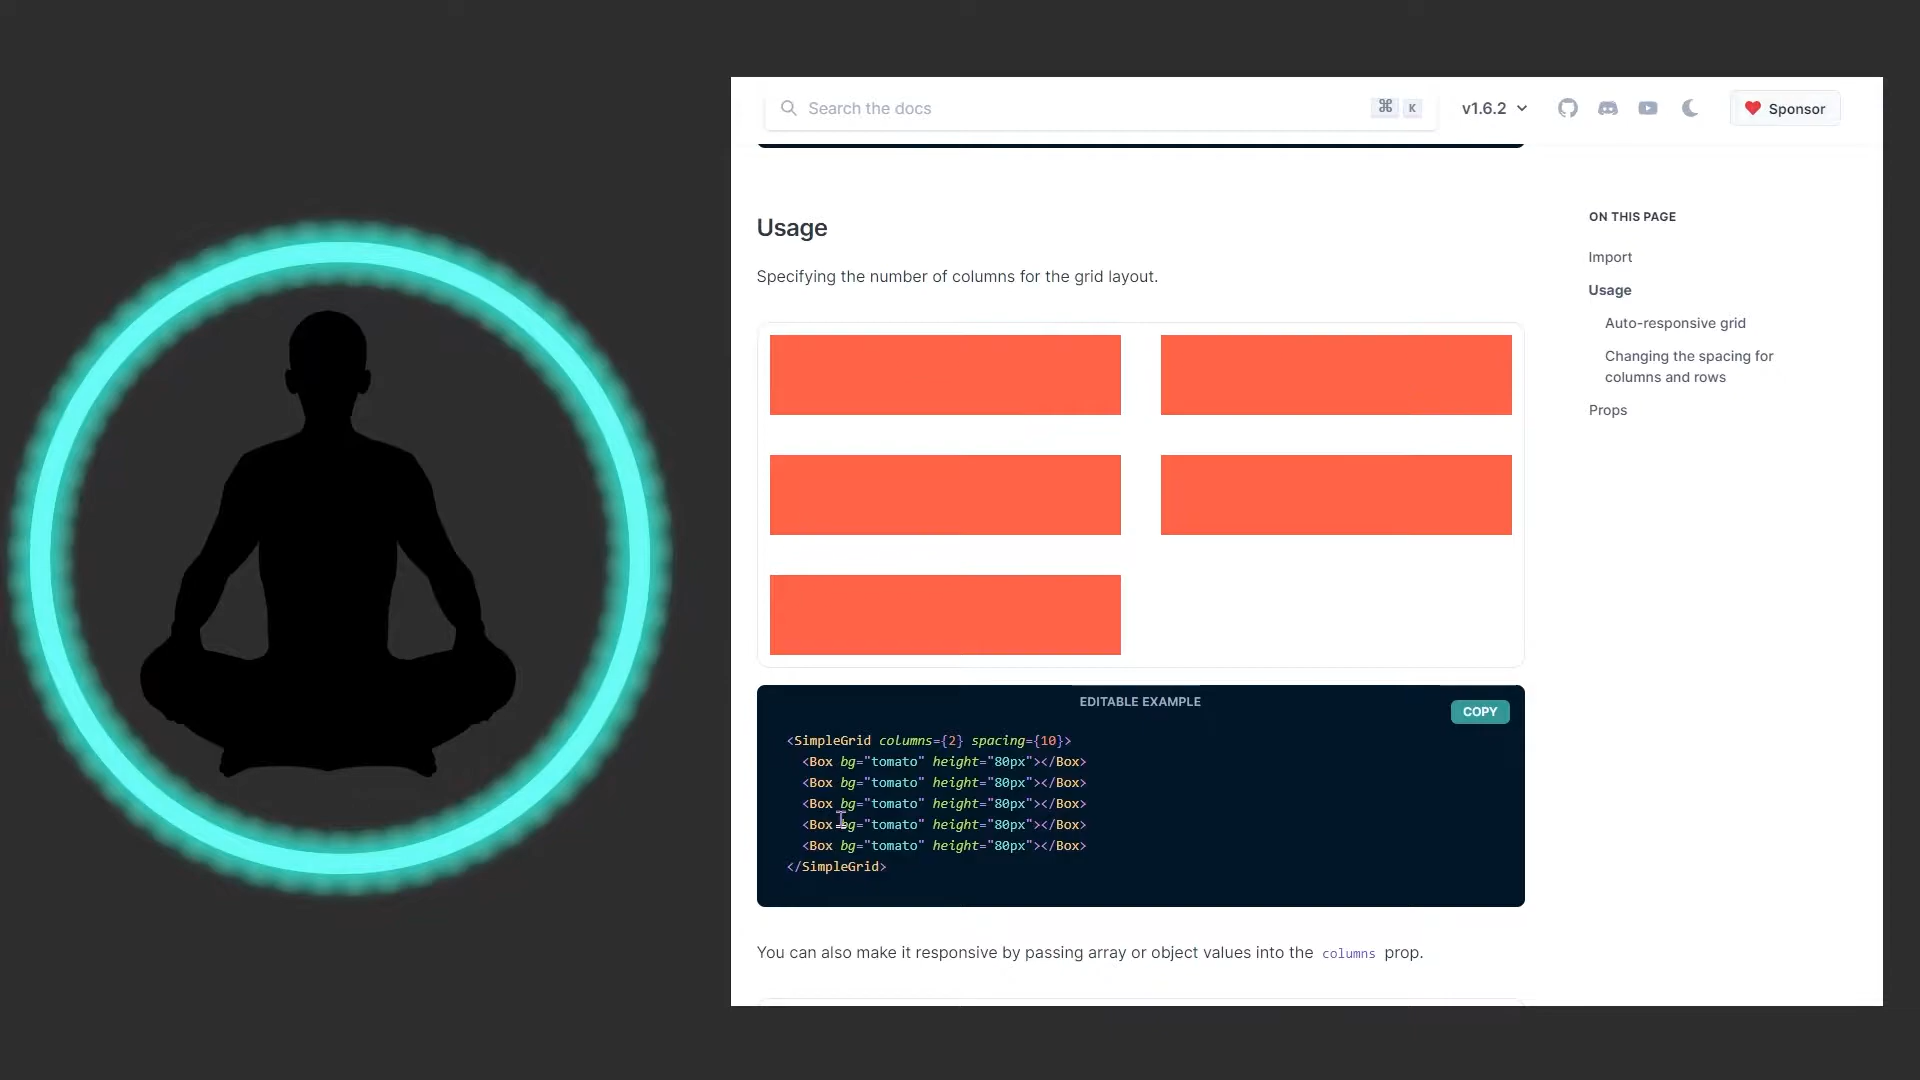 Search the docs
⌘ K
v1.6.2
Sponsor
Usage
Specifying the number of columns for the grid layout.
EDITABLE EXAMPLE
COPY
<SimpleGrid columns={2} spacing={10}>
  <Box bg="tomato" height="80px"></Box>
  <Box bg="tomato" height="80px"></Box>
  <Box bg="tomato" height="80px"></Box>
  <Box bg="tomato" height="80px"></Box>
  <Box bg="tomato" height="80px"></Box>
</SimpleGrid>
You can also make it responsive by passing array or object values into the columns prop.
ON THIS PAGE
Import
Usage
Auto-responsive grid
Changing the spacing for
columns and rows
Props